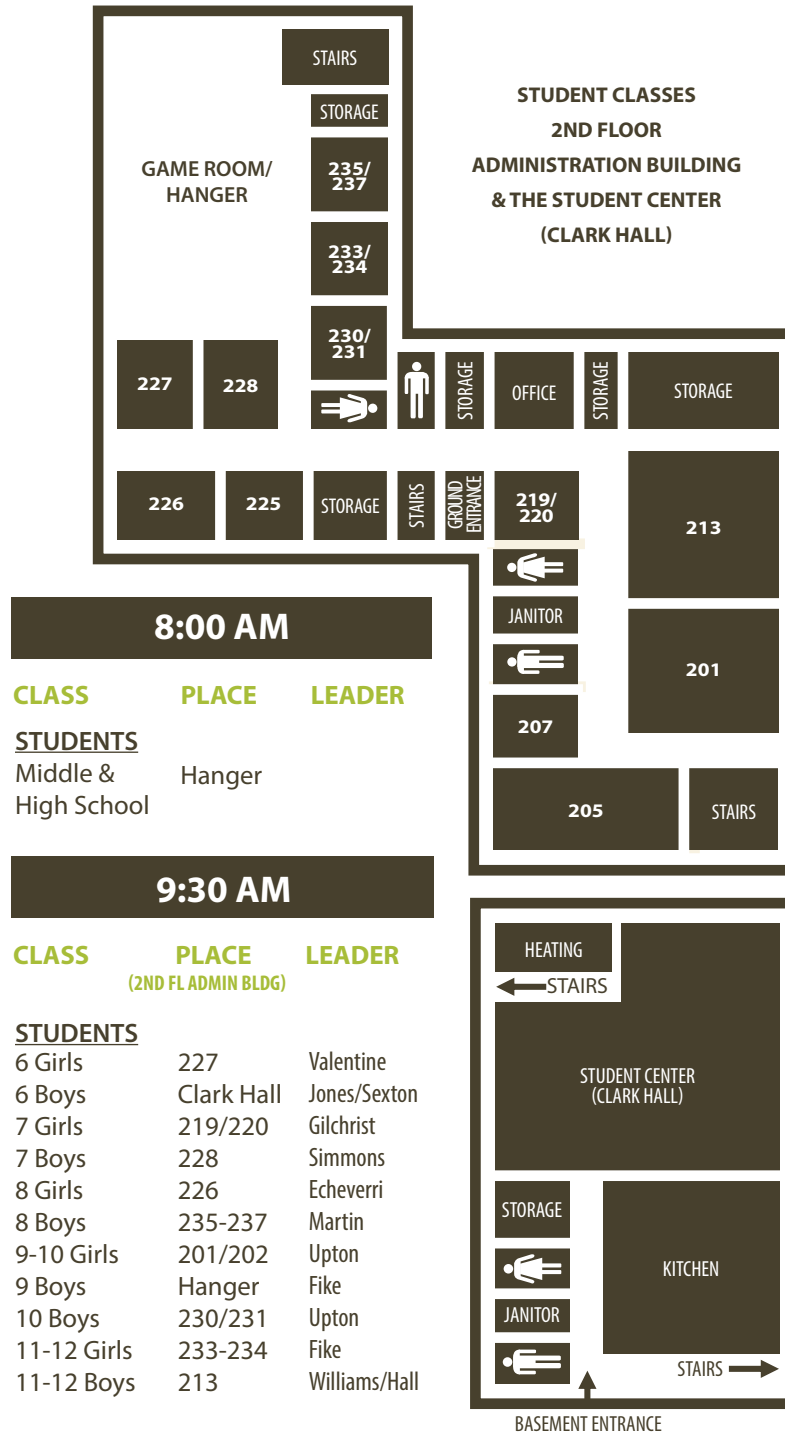 STAIRS
STORAGE
GAME ROOM/
HANGER
235/
237
233/
234
230/
231
STUDENT CLASSES
2ND FLOOR
ADMINISTRATION BUILDING
& THE STUDENT CENTER
(CLARK HALL)
227
228
STORAGE
OFFICE
STORAGE
STORAGE
226
225
STORAGE
STAIRS
GROUND
ENTRANCE
219/
220
213
JANITOR
201
207
205
STAIRS
8:00 AM
CLASS PLACE LEADER
STUDENTS
Middle &
High School
Hanger
9:30 AM
CLASS PLACE LEADER
(2ND FL ADMIN BLDG)
STUDENTS
6 Girls 227 Valentine
6 Boys Clark Hall Jones/Sexton
7 Girls 219/220 Gilchrist
7 Boys 228 Simmons
8 Girls 226 Echeverri
8 Boys 235-237 Martin
9-10 Girls 201/202 Upton
9 Boys Hanger Fike
10 Boys 230/231 Upton
11-12 Girls 233-234 Fike
11-12 Boys 213 Williams/Hall
HEATING
STAIRS
STUDENT CENTER
(CLARK HALL)
STORAGE
KITCHEN
JANITOR
STAIRS
BASEMENT ENTRANCE